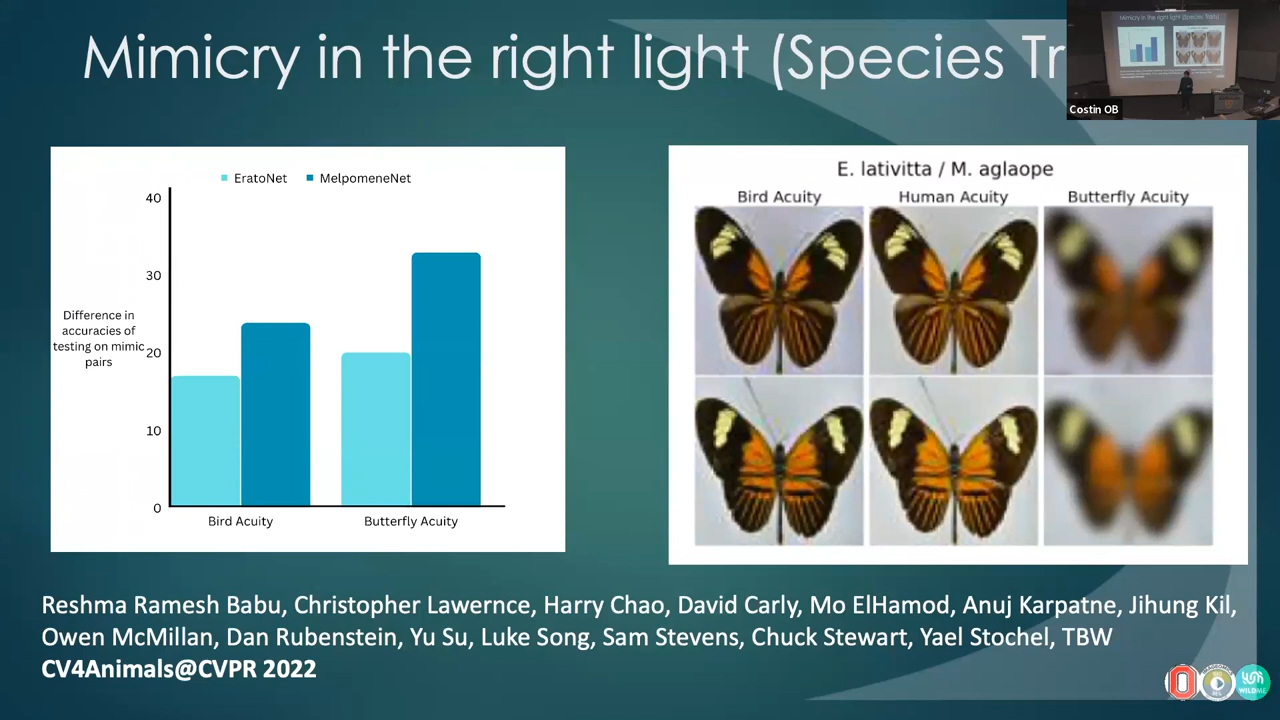 Mimicry in the right light (Species Tr
Costin OB
EratoNet
MelpomeneNet
40
30
20
10
0
Difference in
accuracies of
testing on mimic
pairs
Bird Acuity
Butterfly Acuity
E. lativitta / M. aglaope
Bird Acuity
Human Acuity
Butterfly Acuity
Reshma Ramesh Babu, Christopher Lawernce, Harry Chao, David Carly, Mo ElHamod, Anuj Karpatne, Jihung Kil,
Owen McMillan, Dan Rubenstein, Yu Su, Luke Song, Sam Stevens, Chuck Stewart, Yael Stochel, TBW
CV4Animals@CVPR 2022
WILDME